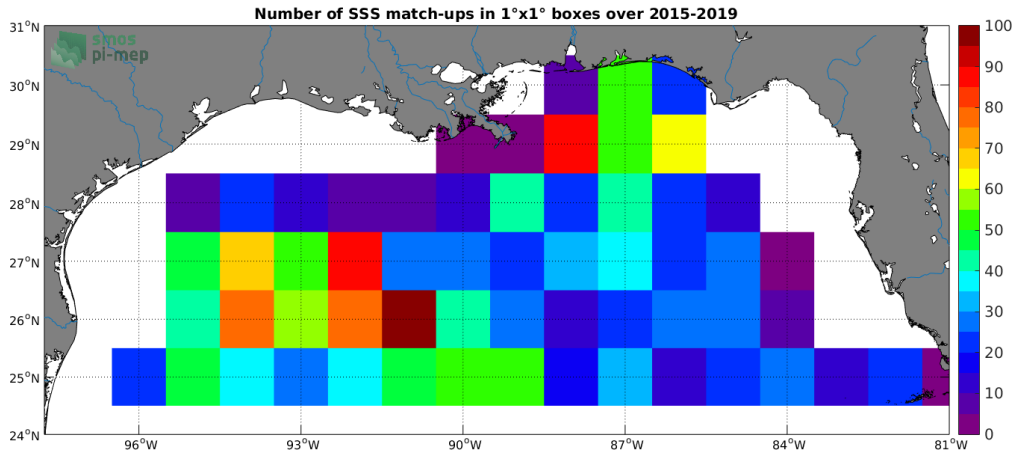 Number of SSS match-ups in 1°x1° boxes over 2015-2019
smos
pi-mep
31°N
30°N
29°N
28°N
27°N
26°N
25°N
24°N
96°W
93°W
90°W
87°W
84°W
81°W
100
90
80
70
60
50
40
30
20
10
0